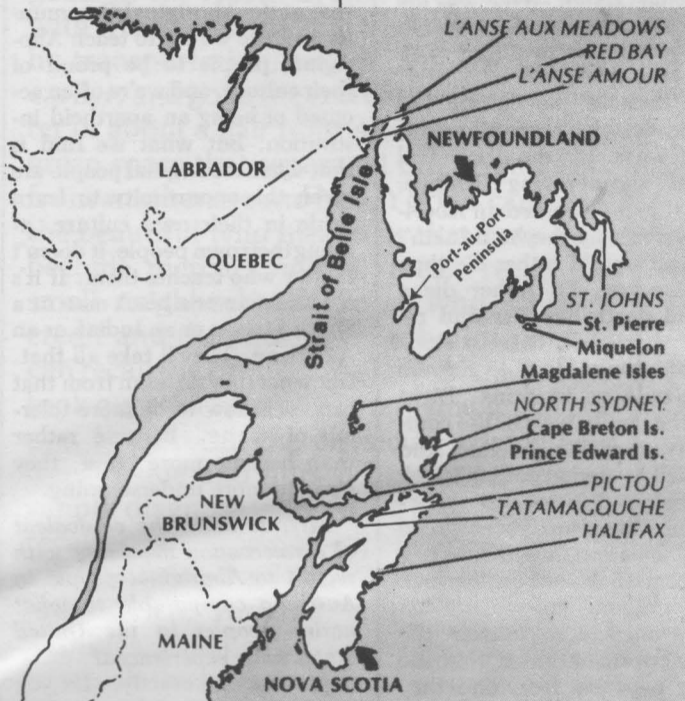 L'ANSE AUX MEADOWS
RED BAY
L'ANSE AMOUR
NEWFOUNDLAND
LABRADOR
QUEBEC
Strait of Belle Isle
Port-au-Port
Peninsula
ST. JOHNS
St. Pierre
Miquelon
Magdalene Isles
NORTH SYDNEY
Cape Breton Is.
Prince Edward Is.
PICTOU
TATAMAGOUCHE
HALIFAX
NEW
BRUNSWICK
MAINE
NOVA SCOTIA